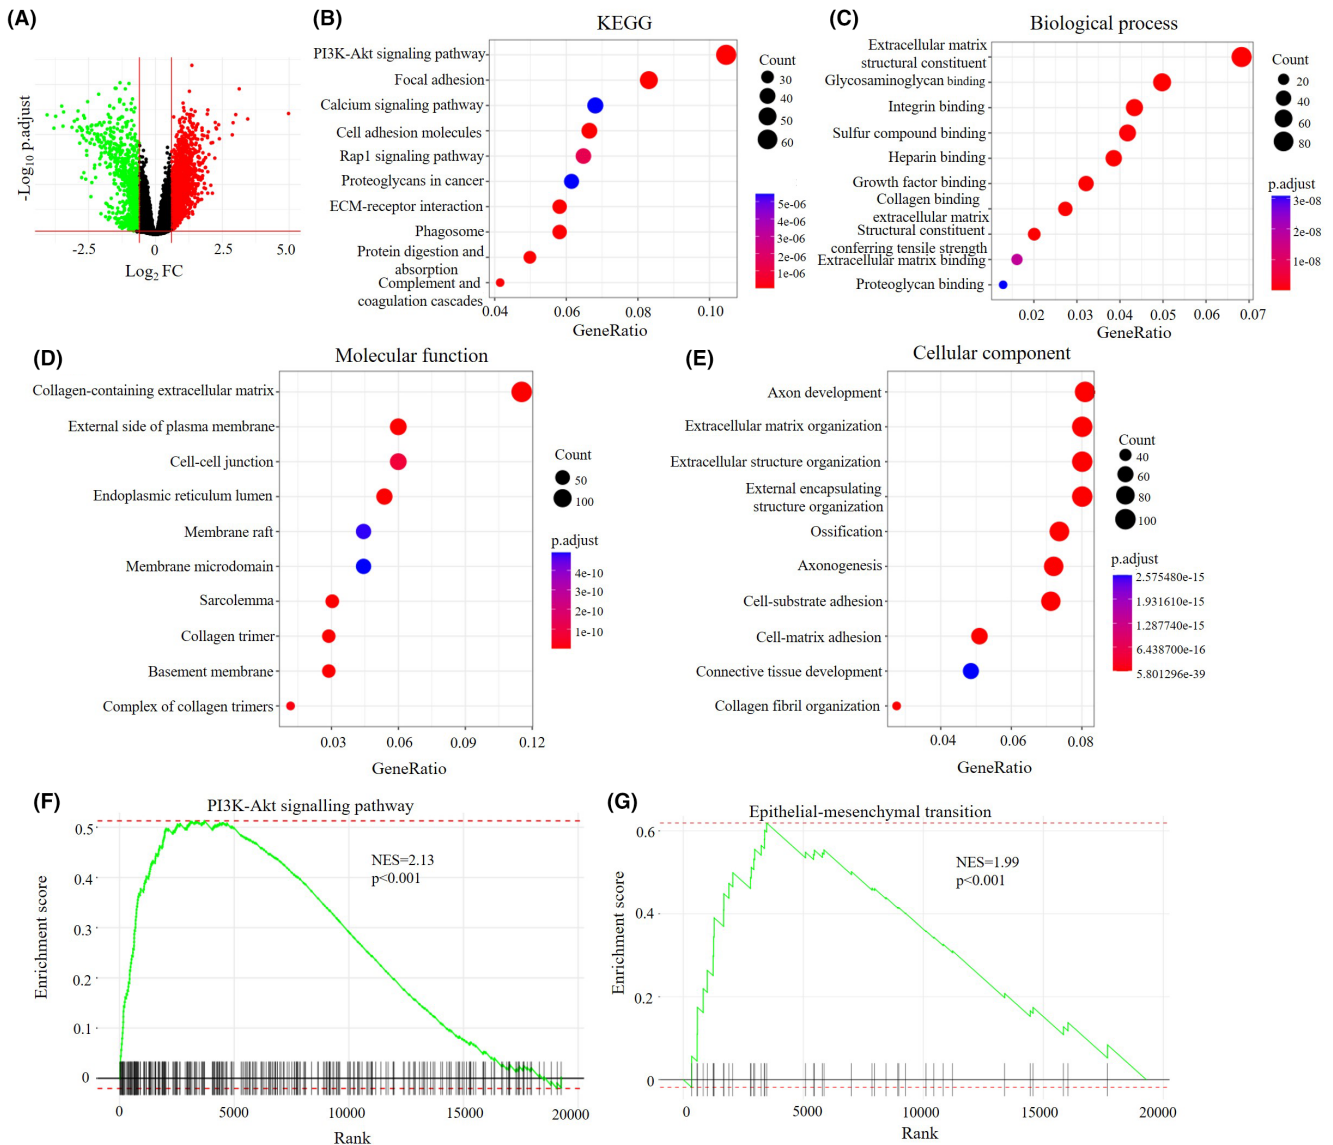 (A)
-Log10 p.adjust
-2.5
0
2.5
5.0
Log2 FC
(B)
KEGG
PI3K-Akt signaling pathway
Focal adhesion
Calcium signaling pathway
Cell adhesion molecules
Rap1 signaling pathway
Proteoglycans in cancer
ECM-receptor interaction
Phagosome
Protein digestion and
absorption
Complement and
coagulation cascades
0.04
0.06
0.08
0.10
GeneRatio
Count
30
40
50
60
5e-06
4e-06
3e-06
2e-06
1e-06
(C)
Biological process
Extracellular matrix
structural constituent
Glycosaminoglycan binding
Integrin binding
Sulfur compound binding
Heparin binding
Growth factor binding
Collagen binding
extracellular matrix
Structural constituent
conferring tensile strength
Extracellular matrix binding
Proteoglycan binding
0.02
0.03
0.04
0.05
0.06
0.07
GeneRatio
Count
20
40
60
80
p.adjust
3e-08
2e-08
1e-08
(D)
Molecular function
Collagen-containing extracellular matrix
External side of plasma membrane
Cell-cell junction
Endoplasmic reticulum lumen
Membrane raft
Membrane microdomain
Sarcolemma
Collagen trimer
Basement membrane
Complex of collagen trimers
0.03
0.06
0.09
0.12
GeneRatio
Count
50
100
p.adjust
4e-10
3e-10
2e-10
1e-10
(E)
Cellular component
Axon development
Extracellular matrix organization
Extracellular structure organization
External encapsulating
structure organization
Ossification
Axonogenesis
Cell-substrate adhesion
Cell-matrix adhesion
Connective tissue development
Collagen fibril organization
0.04
0.06
0.08
GeneRatio
Count
40
60
80
100
p.adjust
2.575480e-15
1.931610e-15
1.287740e-15
6.438700e-16
5.801296e-39
(F)
PI3K-Akt signalling pathway
Enrichment score
0.5
0.4
0.3
0.2
0.1
0
NES=2.13
p<0.001
0
5000
10000
15000
20000
Rank
(G)
Epithelial-mesenchymal transition
Enrichment score
0.6
0.4
0.2
0
NES=1.99
p<0.001
0
5000
10000
15000
20000
Rank